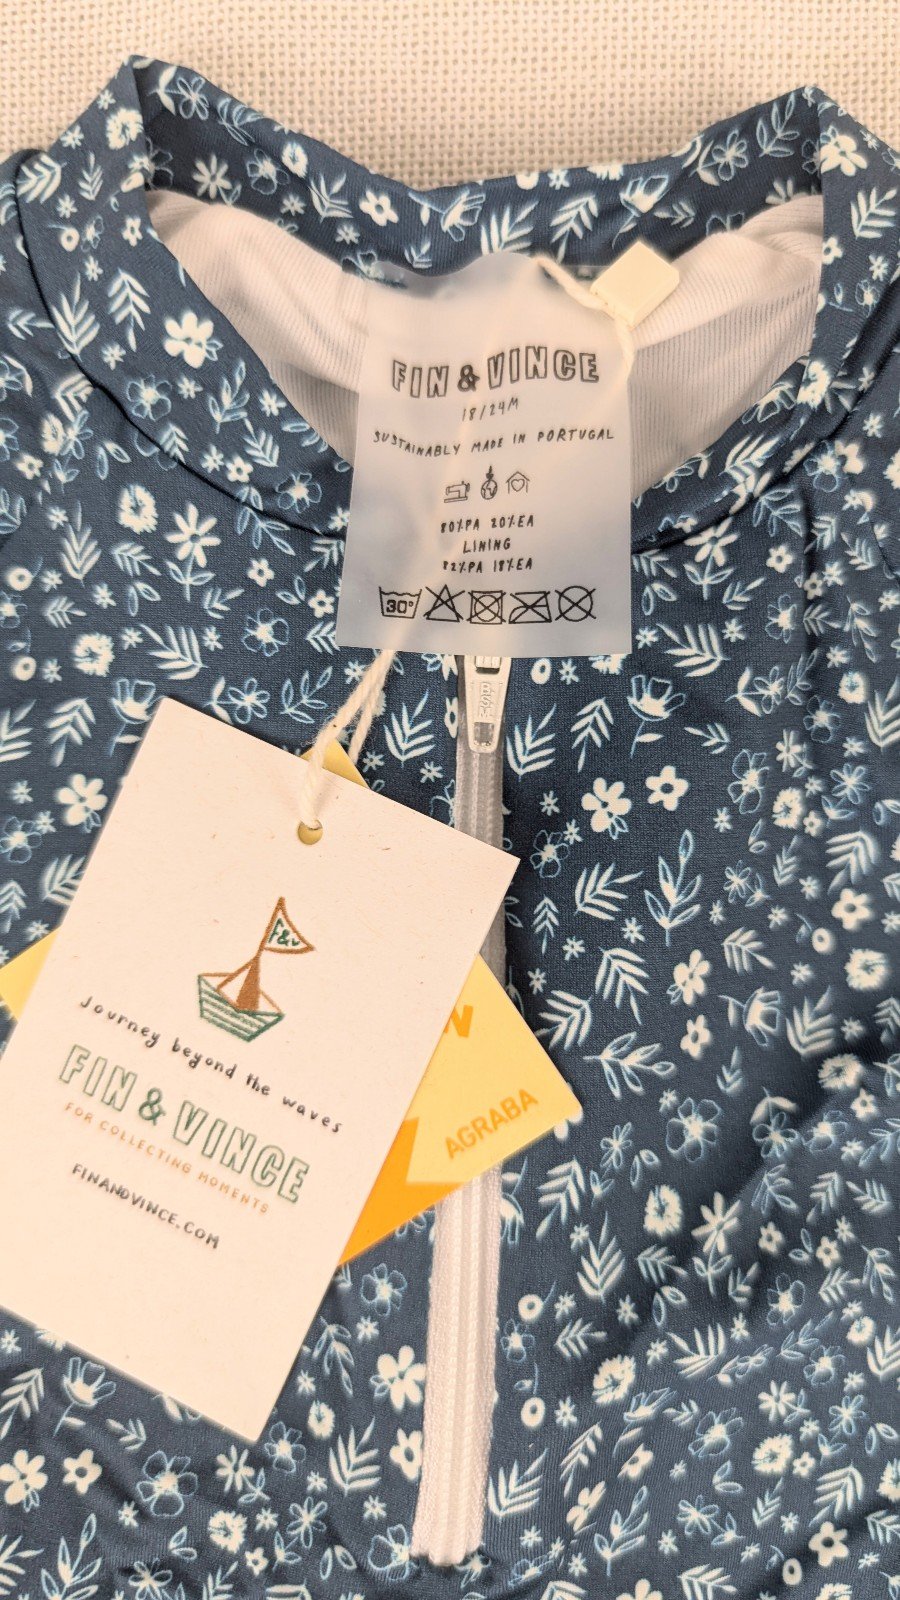 FIN & VINCE
18/24M
SUSTAINABLY MADE IN PORTUGAL
80%PA 20%EA
LINING
82%PA 18%EA
30°
F&V
Journey beyond the waves
FIN & VINCE
FOR COLLECTING MOMENTS
FINANDVINCE.COM
AGRABA